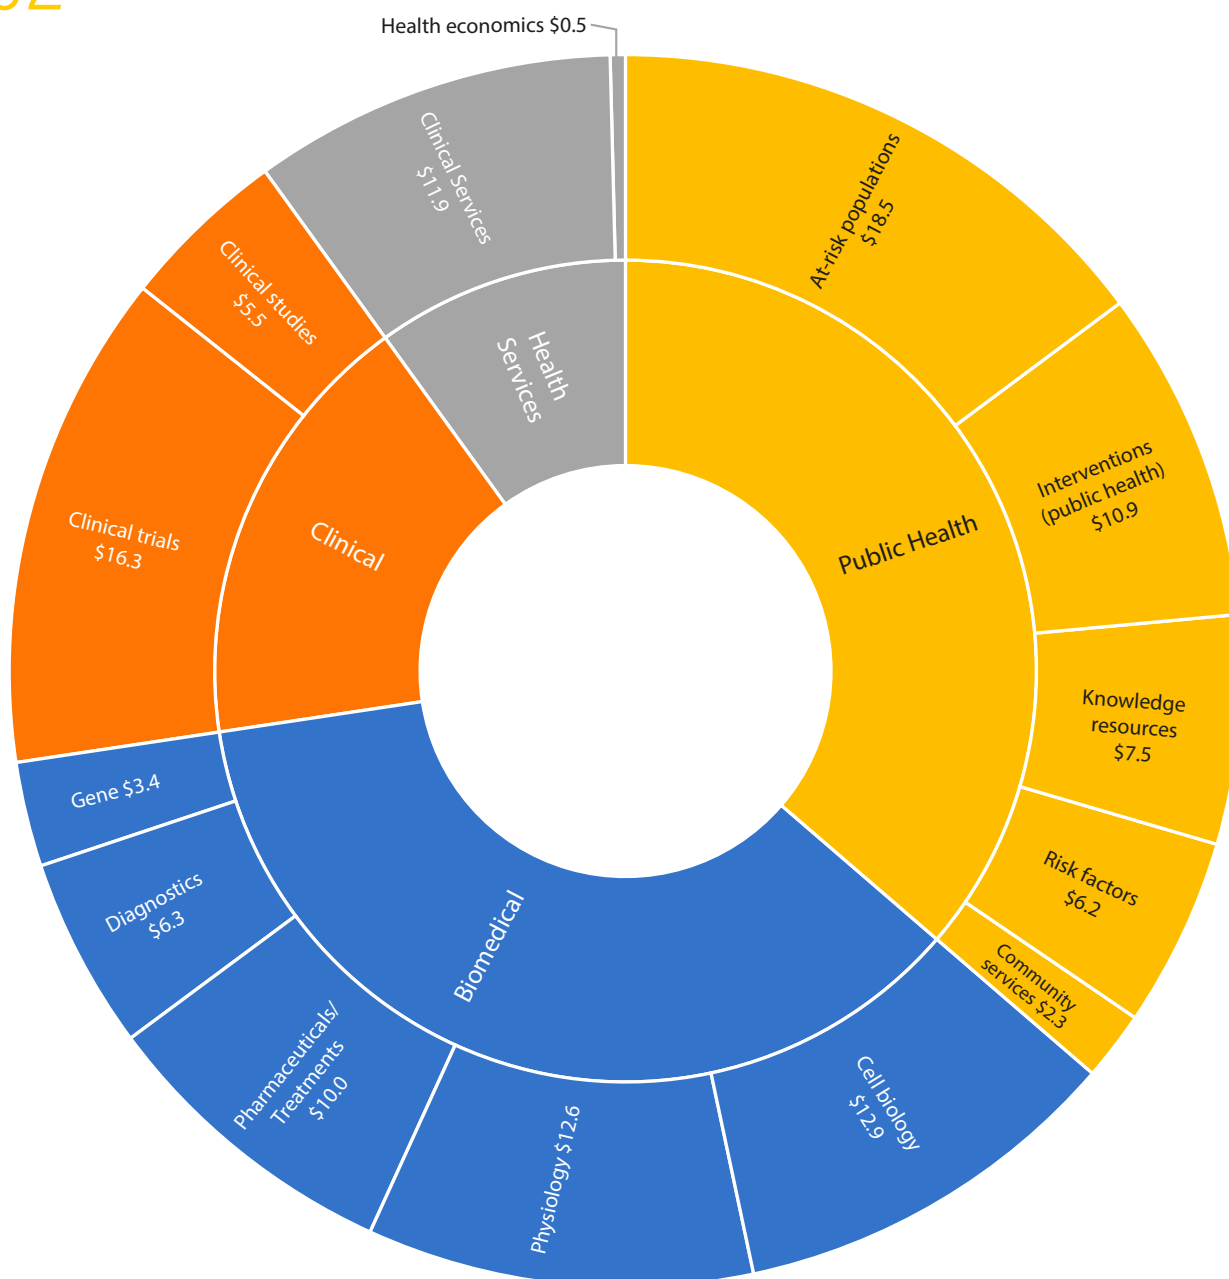 Health economics $0.5
Clinical Services
$11.9
Health
Services
At-risk populations
$18.5
Interventions
(public health)
$10.9
Public Health
Knowledge
resources
$7.5
Risk factors
$6.2
Community
services $2.3
Cell biology
$12.9
Physiology $12.6
Pharmaceuticals/
Treatments
$10.0
Biomedical
Diagnostics
$6.3
Gene $3.4
Clinical trials
$16.3
Clinical
Clinical studies
$5.5